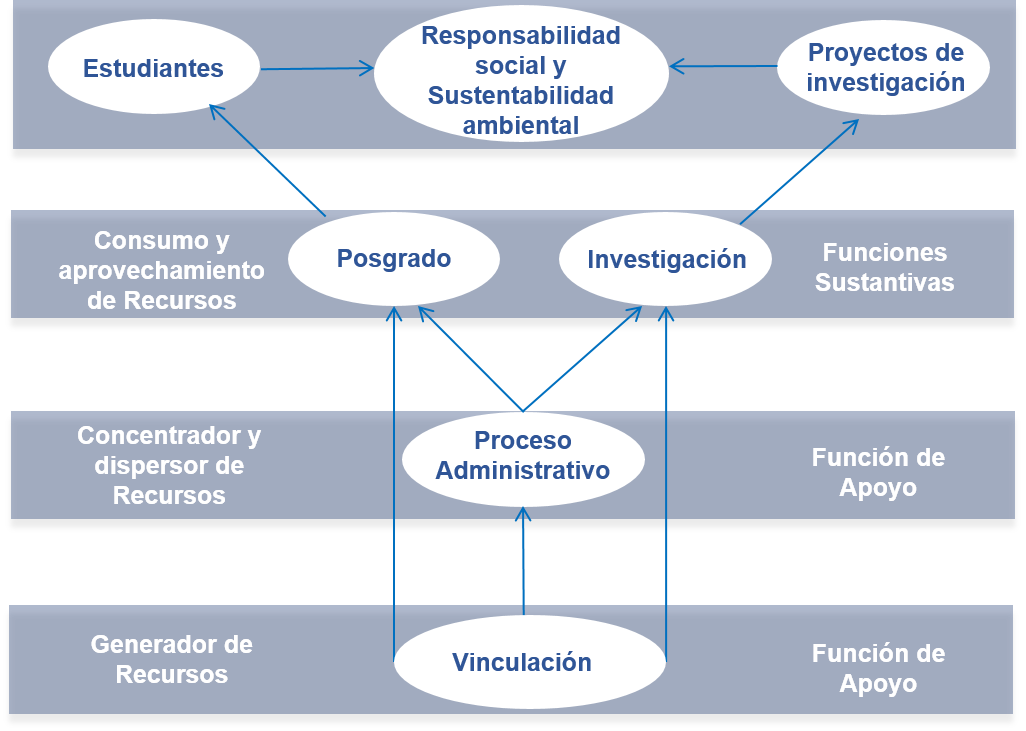 Estudiantes
Responsabilidad
social y
Sustentabilidad
ambiental
Proyectos de
investigación
Consumo y
aprovechamiento
de Recursos
Posgrado
Investigación
Funciones
Sustantivas
Concentrador y
dispersor de
Recursos
Proceso
Administrativo
Función de
Apoyo
Generador de
Recursos
Vinculación
Función de
Apoyo